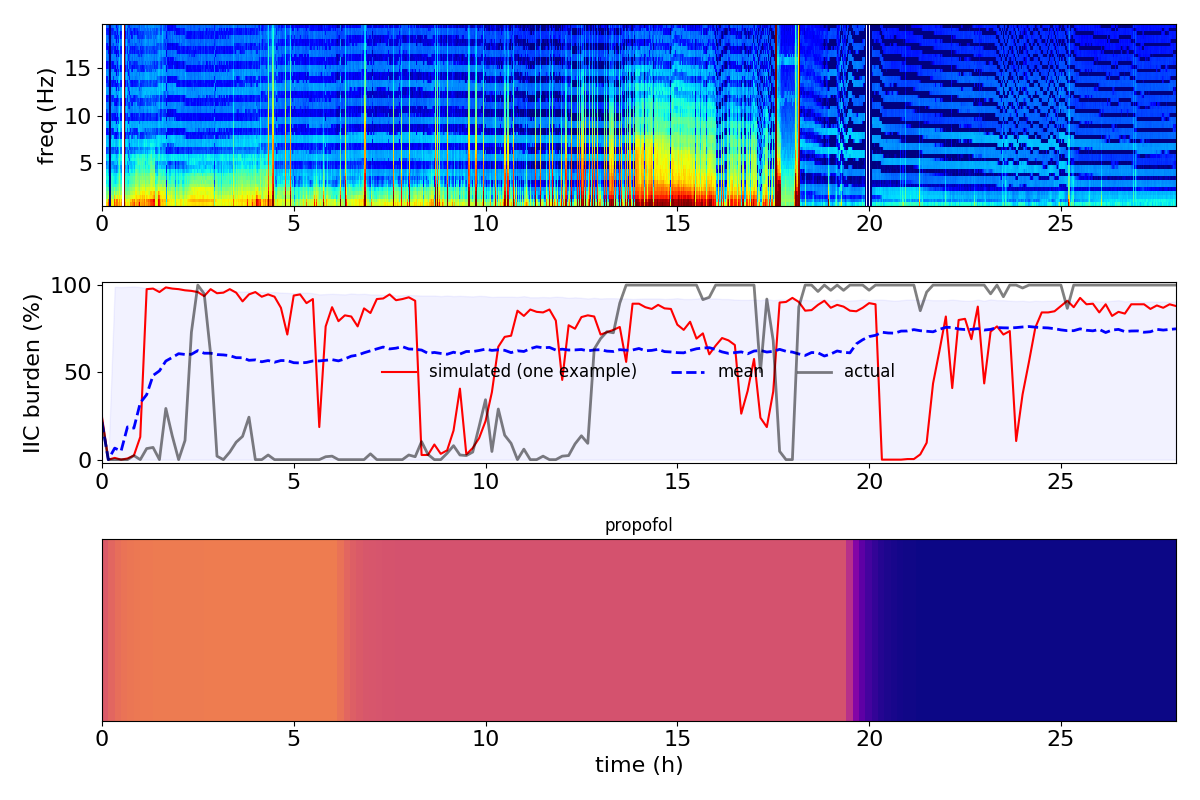 freq (Hz)
15
10
5
0 5 10 15 20 25
IIC burden (%)
100
50
0
simulated (one example) mean actual
0 5 10 15 20 25
propofol
0 5 10 15 20 25
time (h)